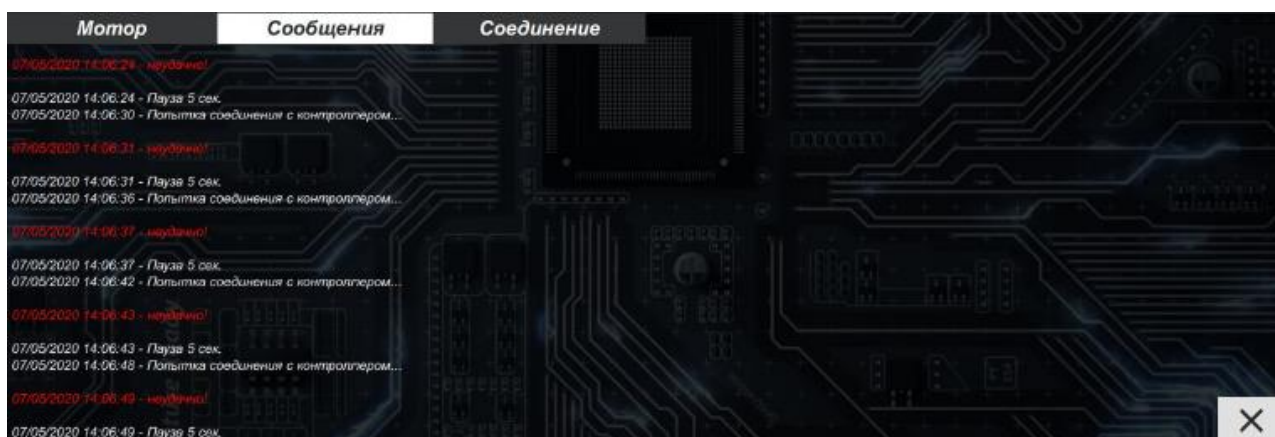 Мотор
Сообщения
Соединение
07/05/2020 14:06:24 - неудачно!
07/05/2020 14:06:24 - Пауза 5 сек.
07/05/2020 14:06:30 - Попытка соединения с контроллером...
07/05/2020 14:06:31 - неудачно!
07/05/2020 14:06:31 - Пауза 5 сек.
07/05/2020 14:06:36 - Попытка соединения с контроллером...
07/05/2020 14:06:37 - неудачно!
07/05/2020 14:06:37 - Пауза 5 сек.
07/05/2020 14:06:42 - Попытка соединения с контроллером...
07/05/2020 14:06:43 - неудачно!
07/05/2020 14:06:43 - Пауза 5 сек.
07/05/2020 14:06:48 - Попытка соединения с контроллером...
07/05/2020 14:06:49 - неудачно!
07/05/2020 14:06:49 - Пауза 5 сек.